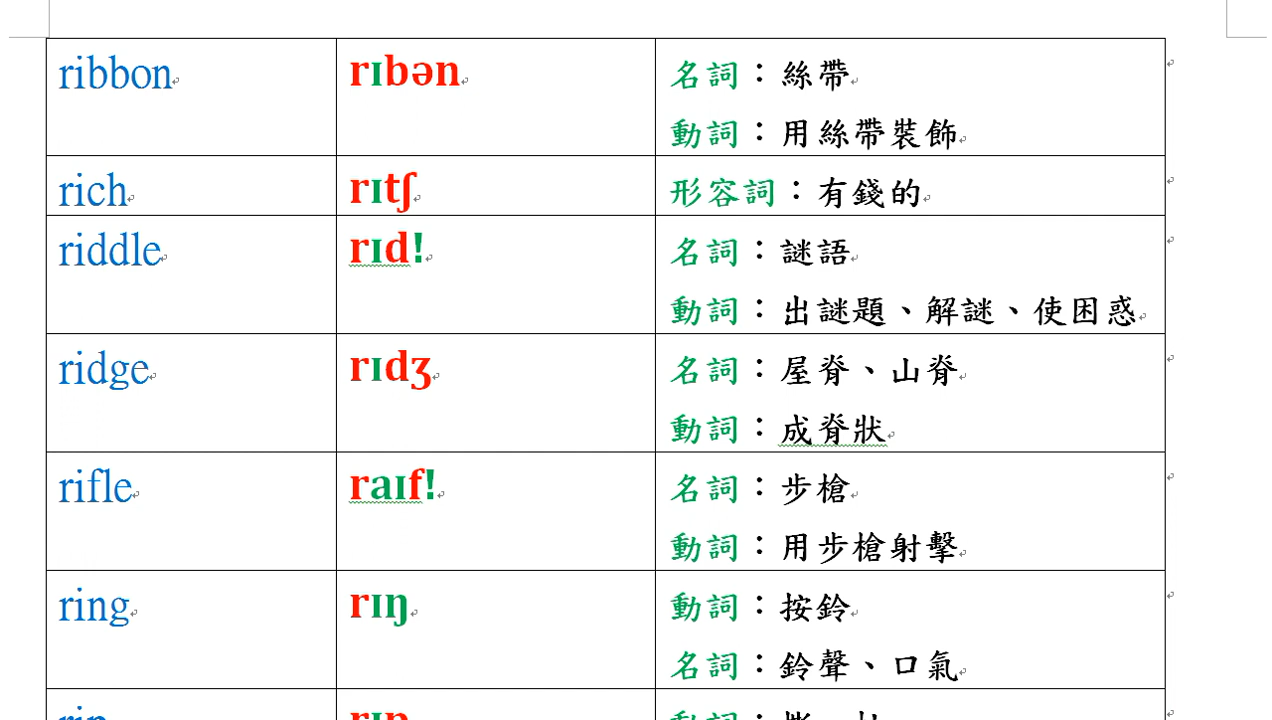 ribbon rɪbən 名詞：絲帶
動詞：用絲帶裝飾
rich rɪtʃ 形容詞：有錢的
riddle rɪd! 名詞：謎語
動詞：出謎題、解謎、使困惑
ridge rɪdʒ 名詞：屋脊、山脊
動詞：成脊狀
rifle raɪf! 名詞：步槍
動詞：用步槍射擊
ring rɪŋ 動詞：按鈴
名詞：鈴聲、口氣